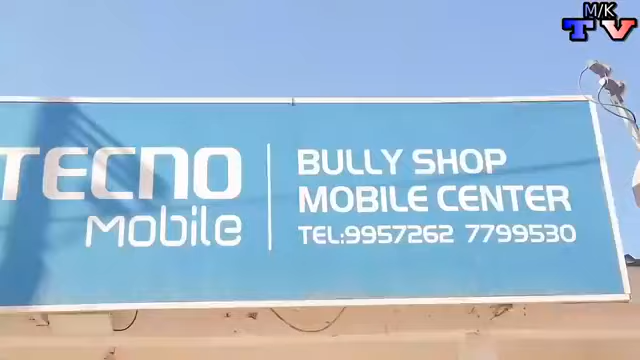 M/K
TV
TECNO
mobile
BULLY SHOP
MOBILE CENTER
TEL:9957262 7799530